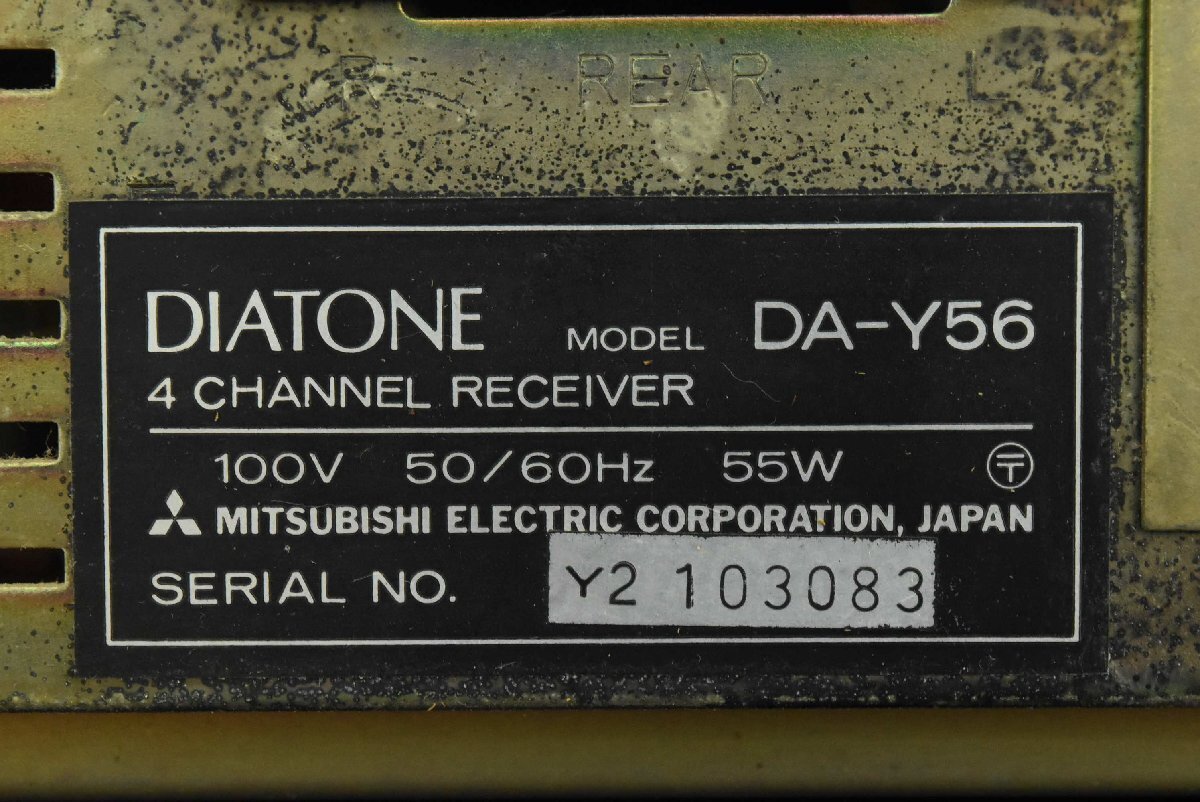 R REAR L
DIATONE MODEL DA-Y56
4 CHANNEL RECEIVER
100V 50/60Hz 55W 〶
MITSUBISHI ELECTRIC CORPORATION, JAPAN
SERIAL NO. Y2 103083